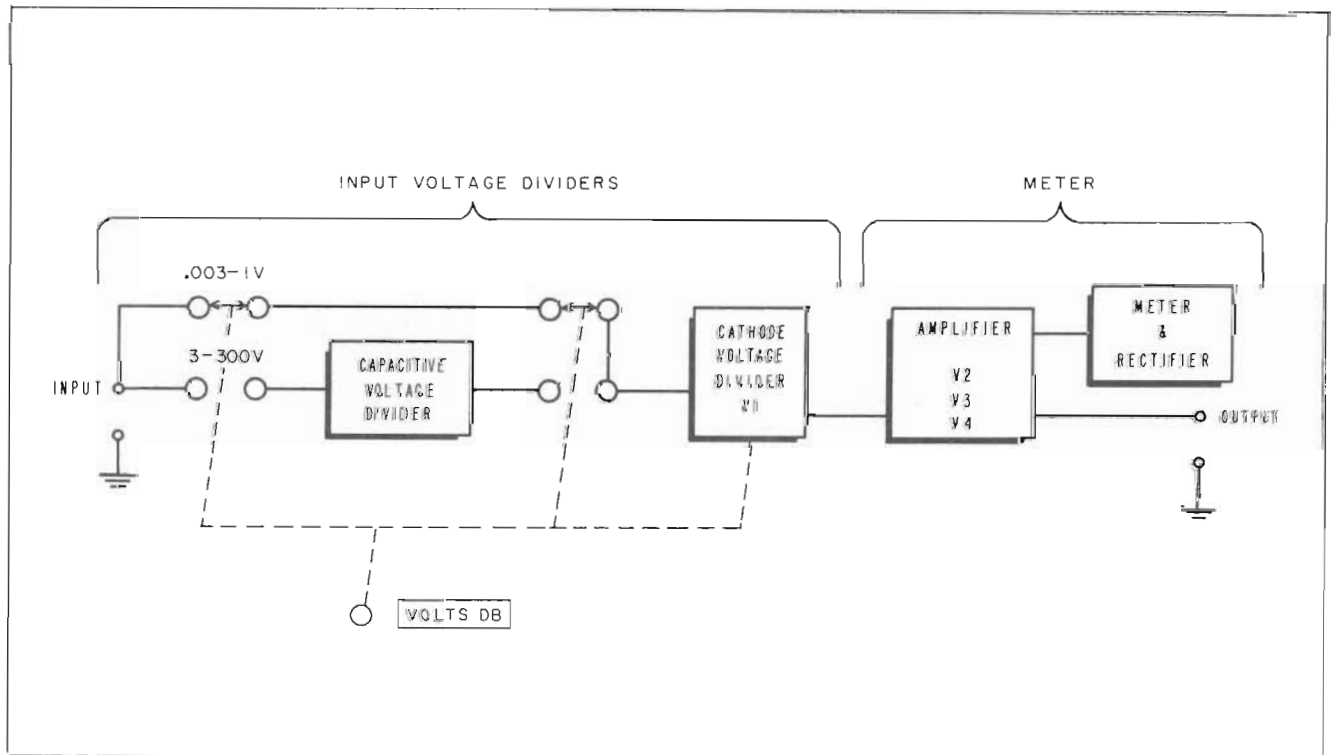 INPUT VOLTAGE DIVIDERS
METER
.003-1V
3-300V
INPUT
CAPACITIVE
VOLTAGE
DIVIDER
CATHODE
VOLTAGE
DIVIDER
V1
AMPLIFIER
V2
V3
V4
METER
&
RECTIFIER
OUTPUT
VOLTS DB